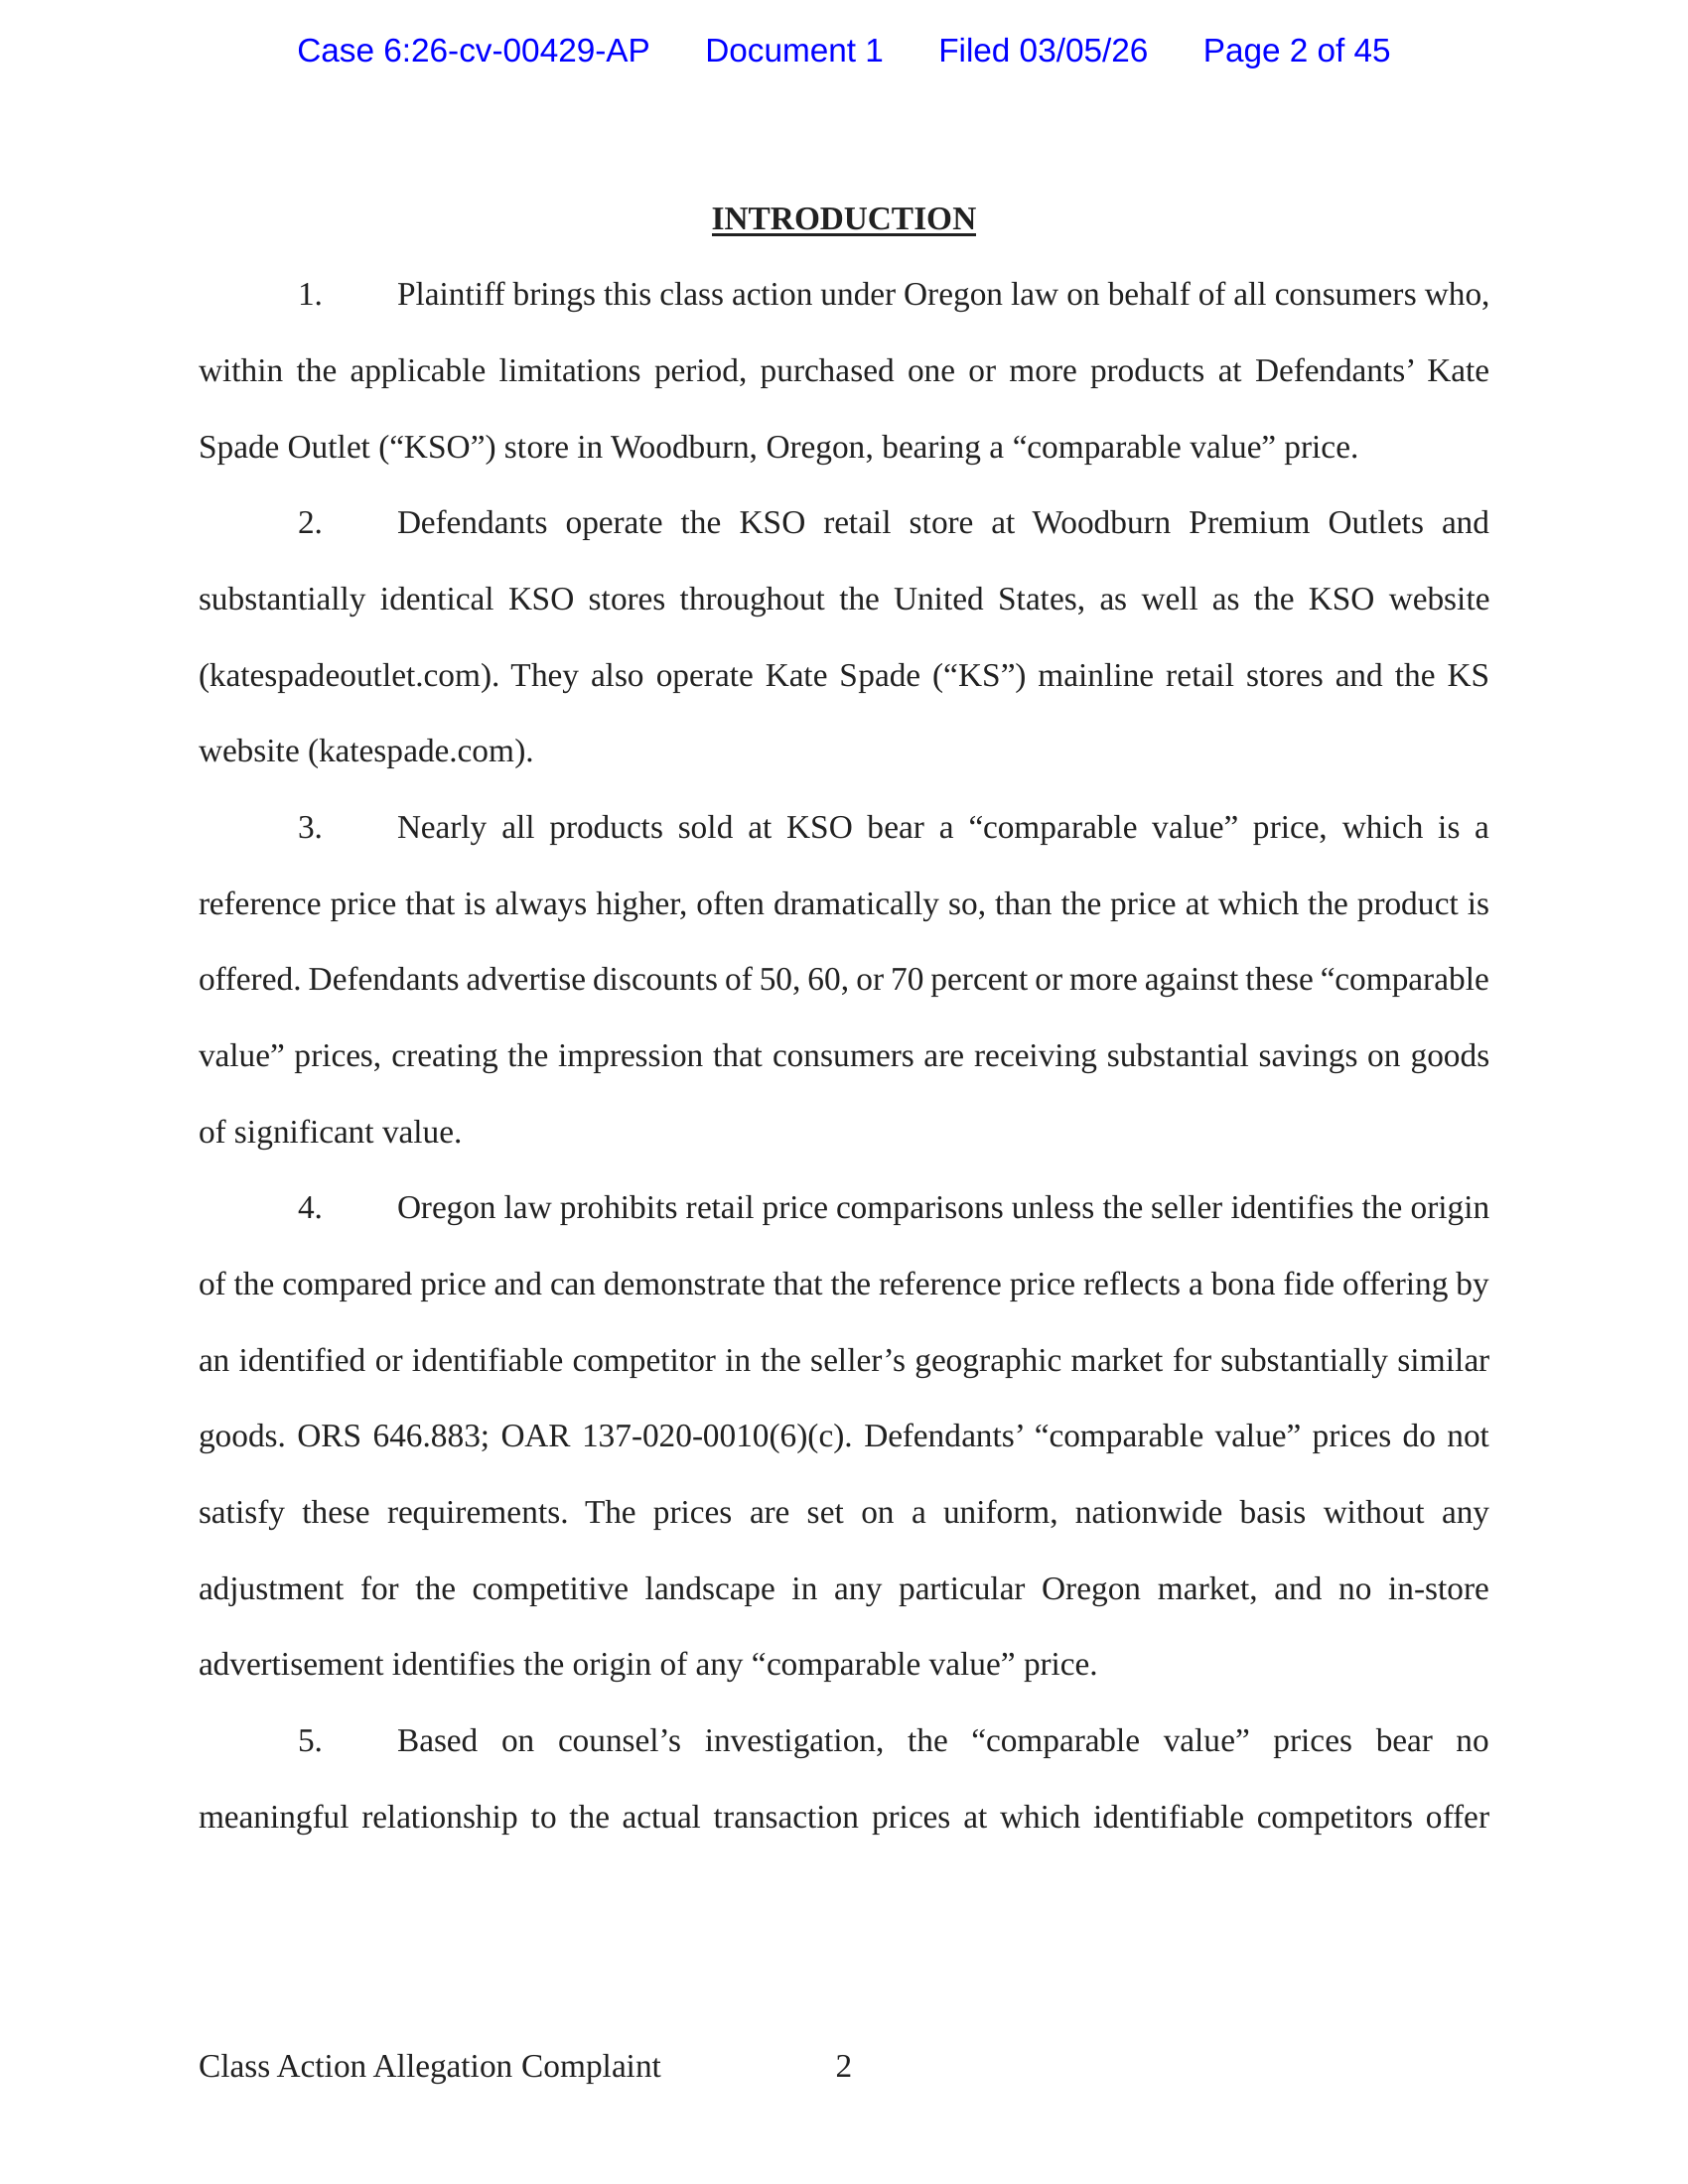 Case 6:26-cv-00429-AP Document 1 Filed 03/05/26 Page 2 of 45
INTRODUCTION
1. Plaintiff brings this class action under Oregon law on behalf of all consumers who,
within the applicable limitations period, purchased one or more products at Defendants’ Kate
Spade Outlet (“KSO”) store in Woodburn, Oregon, bearing a “comparable value” price.
2. Defendants operate the KSO retail store at Woodburn Premium Outlets and
substantially identical KSO stores throughout the United States, as well as the KSO website
(katespadeoutlet.com). They also operate Kate Spade (“KS”) mainline retail stores and the KS
website (katespade.com).
3. Nearly all products sold at KSO bear a “comparable value” price, which is a
reference price that is always higher, often dramatically so, than the price at which the product is
offered. Defendants advertise discounts of 50, 60, or 70 percent or more against these “comparable
value” prices, creating the impression that consumers are receiving substantial savings on goods
of significant value.
4. Oregon law prohibits retail price comparisons unless the seller identifies the origin
of the compared price and can demonstrate that the reference price reflects a bona fide offering by
an identified or identifiable competitor in the seller’s geographic market for substantially similar
goods. ORS 646.883; OAR 137-020-0010(6)(c). Defendants’ “comparable value” prices do not
satisfy these requirements. The prices are set on a uniform, nationwide basis without any
adjustment for the competitive landscape in any particular Oregon market, and no in-store
advertisement identifies the origin of any “comparable value” price.
5. Based on counsel’s investigation, the “comparable value” prices bear no
meaningful relationship to the actual transaction prices at which identifiable competitors offer
Class Action Allegation Complaint 2